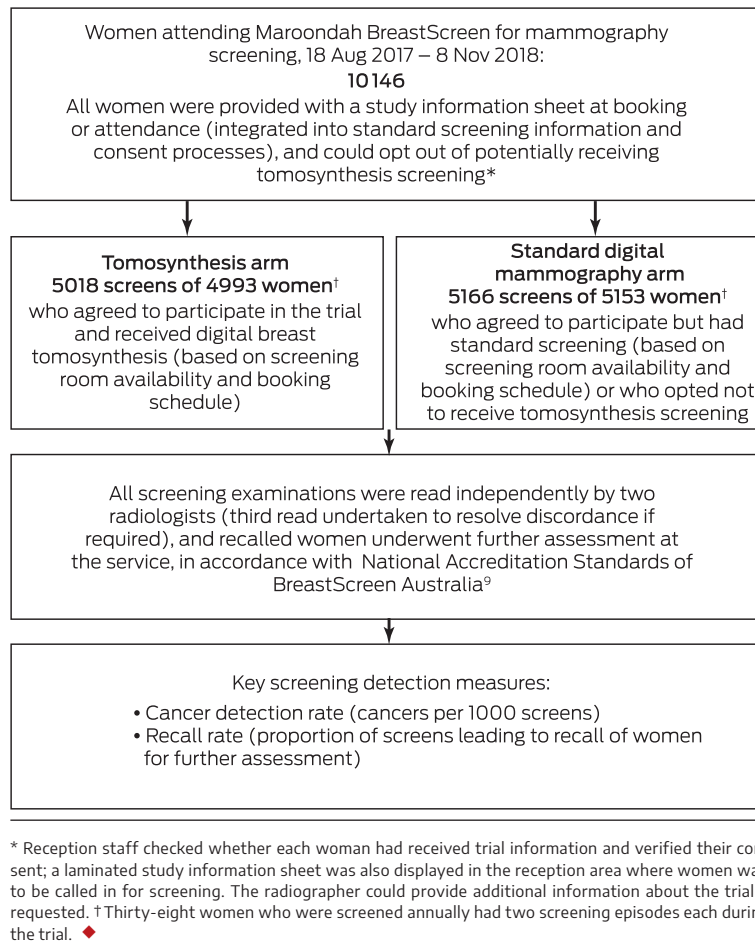 Women attending Maroondah BreastScreen for mammography
screening, 18 Aug 2017 – 8 Nov 2018:
10 146
All women were provided with a study information sheet at booking
or attendance (integrated into standard screening information and
consent processes), and could opt out of potentially receiving
tomosynthesis screening*
Tomosynthesis arm
5018 screens of 4993 women†
who agreed to participate in the trial
and received digital breast
tomosynthesis (based on screening
room availability and booking
schedule)
Standard digital
mammography arm
5166 screens of 5153 women†
who agreed to participate but had
standard screening (based on
screening room availability and
booking schedule) or who opted not
to receive tomosynthesis screening
All screening examinations were read independently by two
radiologists (third read undertaken to resolve discordance if
required), and recalled women underwent further assessment at
the service, in accordance with National Accreditation Standards of
BreastScreen Australia⁹
Key screening detection measures:
• Cancer detection rate (cancers per 1000 screens)
• Recall rate (proportion of screens leading to recall of women
for further assessment)
* Reception staff checked whether each woman had received trial information and verified their
sent; a laminated study information sheet was also displayed in the reception area where women
to be called in for screening. The radiographer could provide additional information about the trial
requested. † Thirty-eight women who were screened annually had two screening episodes each
the trial.